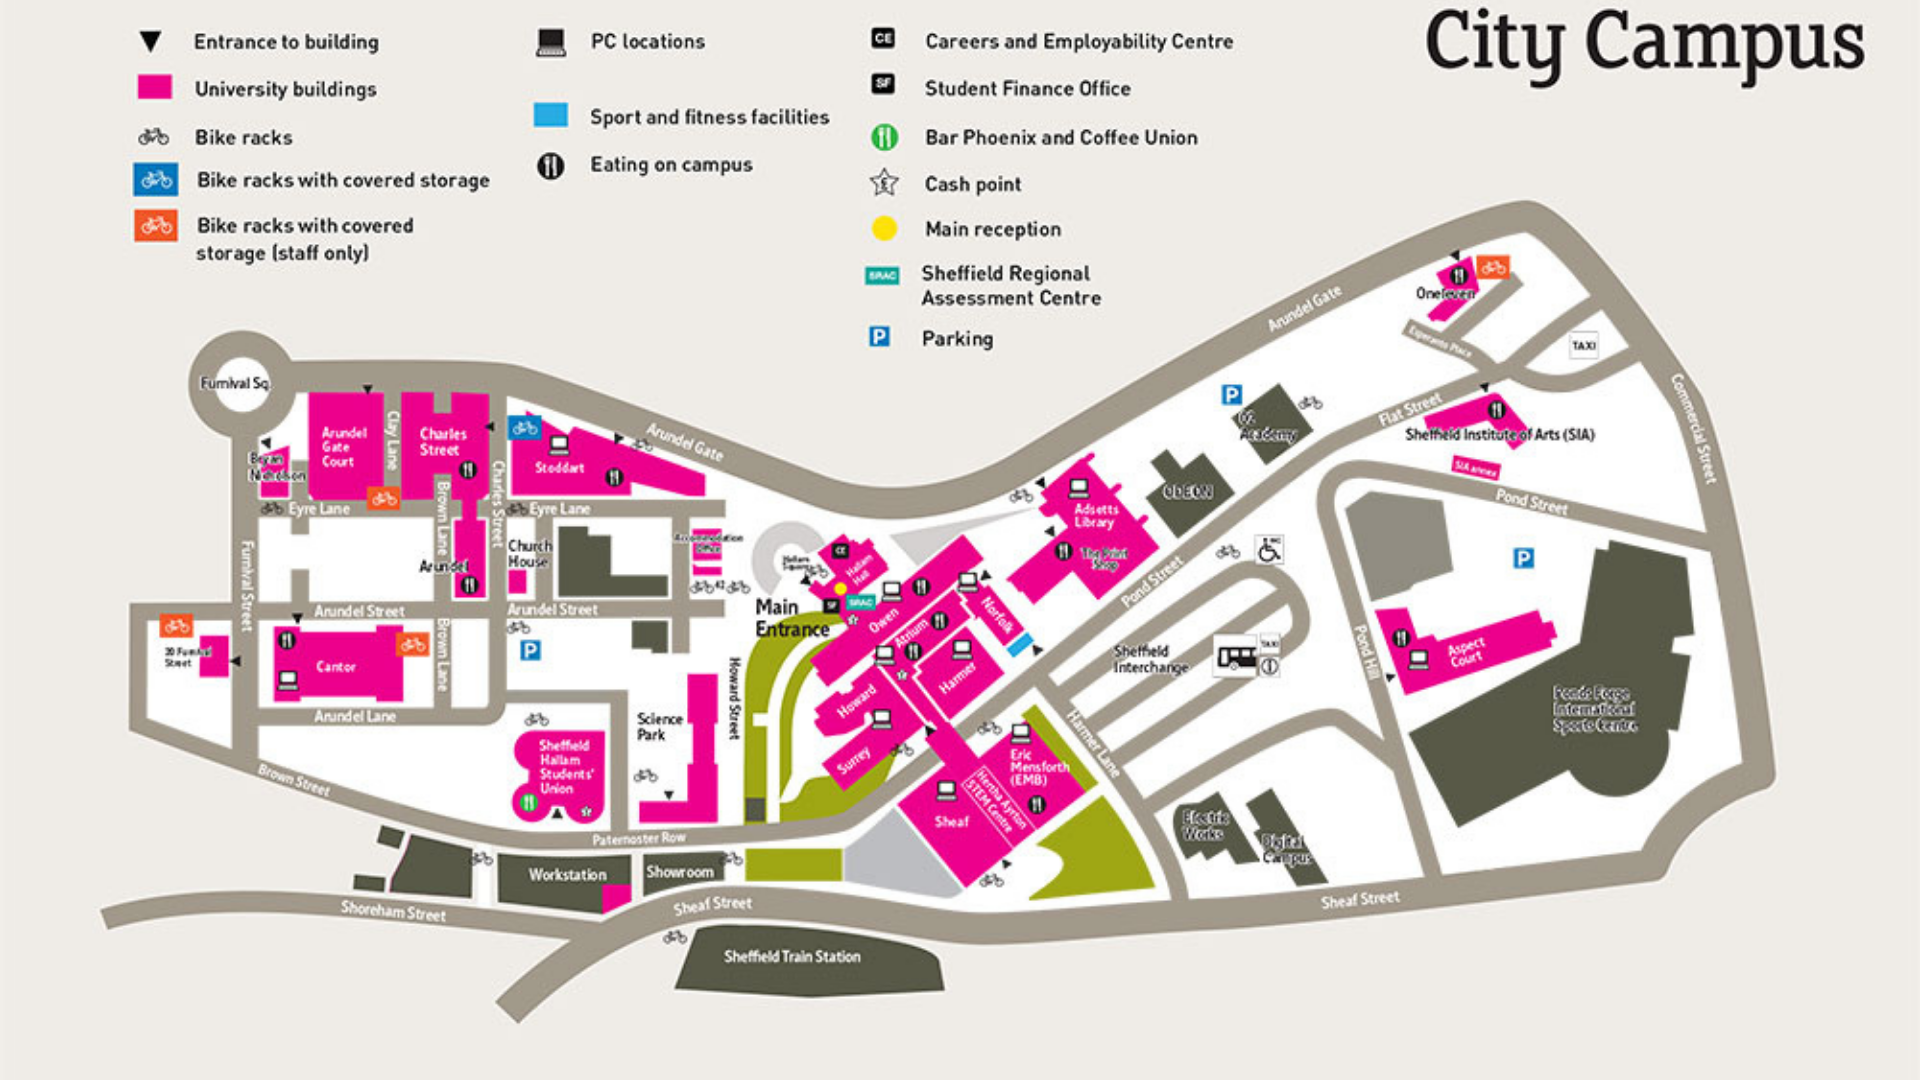 City Campus
Entrance to building
University buildings
Bike racks
Bike racks with covered storage
Bike racks with covered
storage (staff only)
PC locations
Sport and fitness facilities
Eating on campus
CE
Careers and Employability Centre
SF
Student Finance Office
Bar Phoenix and Coffee Union
£
Cash point
Main reception
SRAC
Sheffield Regional
Assessment Centre
P
Parking
Furnival Sq.
Arundel
Gate
Court
Clay Lane
Charles
Street
Bryan
Nicholson
Stoddart
Arundel Gate
Eyre Lane
Brown Lane
Charles Street
Eyre Lane
Furnival Street
Arundel
Church
House
Accommodation
Office
42
Arundel Street
Arundel Street
20 Furnival
Street
Cantor
Brown Lane
P
Arundel Lane
Brown Street
Sheffield
Hallam
Students'
Union
Science
Park
Howard Street
Paternoster Row
Workstation
Showroom
Shoreham Street
Sheaf Street
Sheffield Train Station
Hallam
Square
CE
Hallam
Hall
Main
Entrance
SF
SRAC
Owen
Atrium
Norfolk
Harmer
Howard
Surrey
Sheaf
Hertha Ayrton
STEM Centre
Eric
Mensforth
(EMB)
Adsetts
Library
The Print
Shop
ODEON
P
O2
Academy
Arundel Gate
Pond Street
Flat Street
Oneleven
Esperanto Place
TAXI
Commercial Street
Sheffield Institute of Arts (SIA)
SIA annex
Pond Street
P
WC
Sheffield
Interchange
TAXI
i
Pond Hill
Aspect
Court
Ponds Forge
International
Sports Centre
Harmer Lane
Electric
Works
Digital
Campus
Sheaf Street